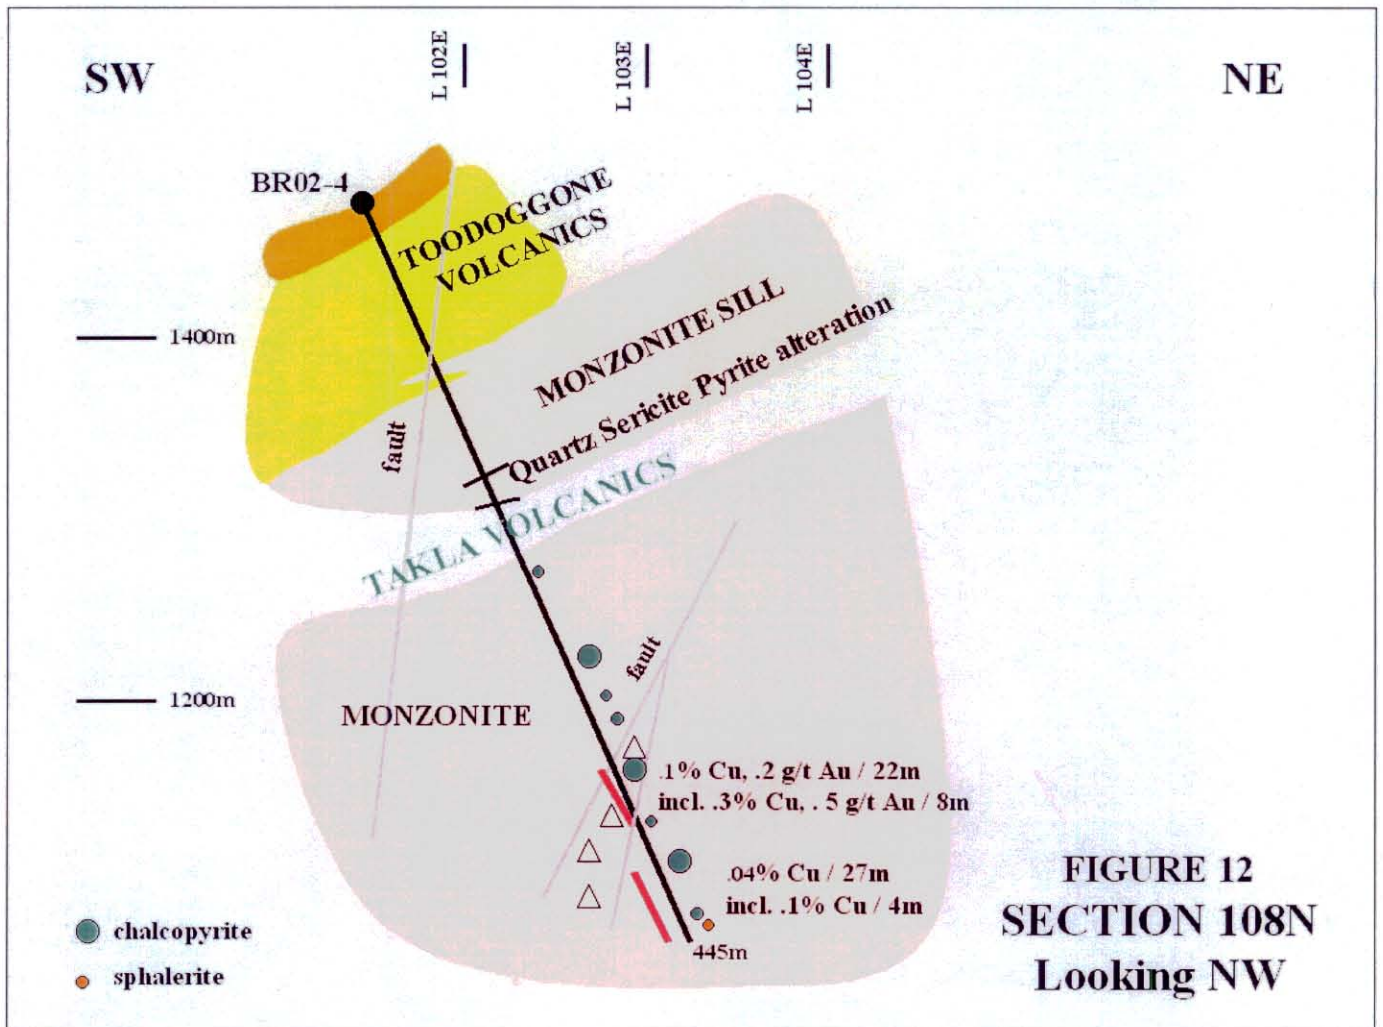 L 102E
L 103E
L 104E
SW
NE
BR02-4
TOODOGGONE
VOLCANICS
1400m
MONZONITE SILL
Quartz Sericite Pyrite alteration
fault
TAKLA VOLCANICS
fault
1200m
MONZONITE
.1% Cu, .2 g/t Au / 22m
incl. .3% Cu, . 5 g/t Au / 8m
.04% Cu / 27m
incl. .1% Cu / 4m
445m
chalcopyrite
sphalerite
FIGURE 12
SECTION 108N
Looking NW